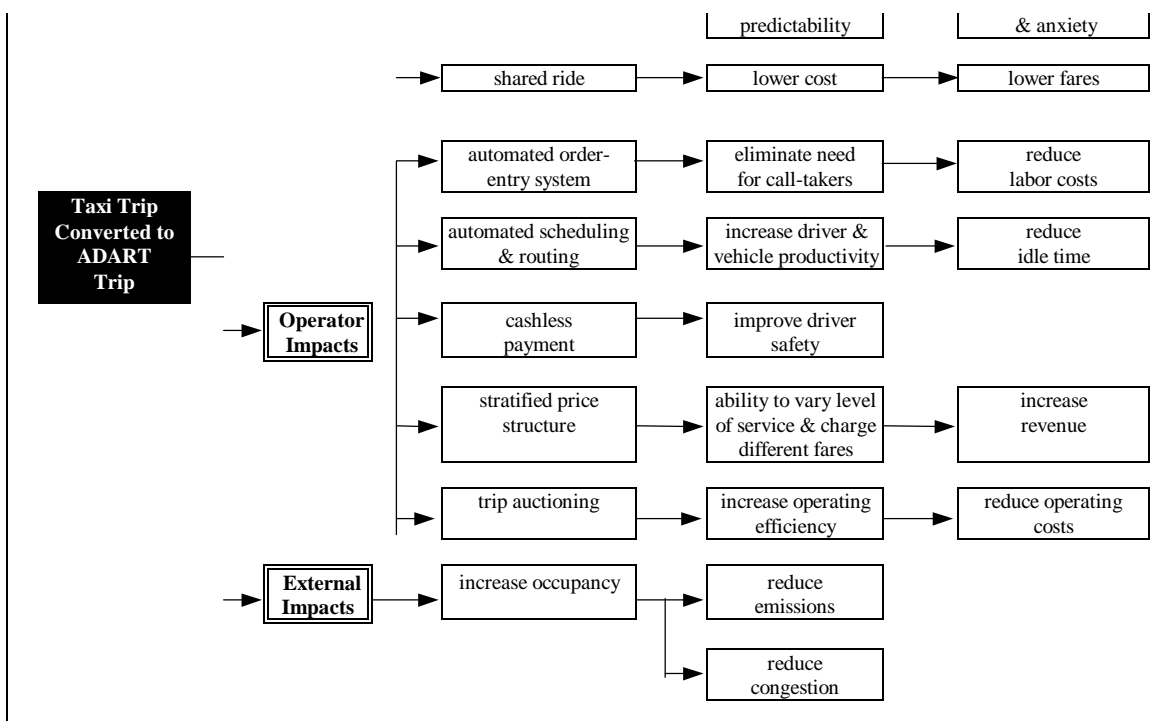 predictability
& anxiety
shared ride
lower cost
lower fares
automated order-
entry system
eliminate need
for call-takers
reduce
labor costs
Taxi Trip
Converted to
ADART
Trip
automated scheduling
& routing
increase driver &
vehicle productivity
reduce
idle time
Operator
Impacts
cashless
payment
improve driver
safety
stratified price
structure
ability to vary level
of service & charge
different fares
increase
revenue
trip auctioning
increase operating
efficiency
reduce operating
costs
External
Impacts
increase occupancy
reduce
emissions
reduce
congestion